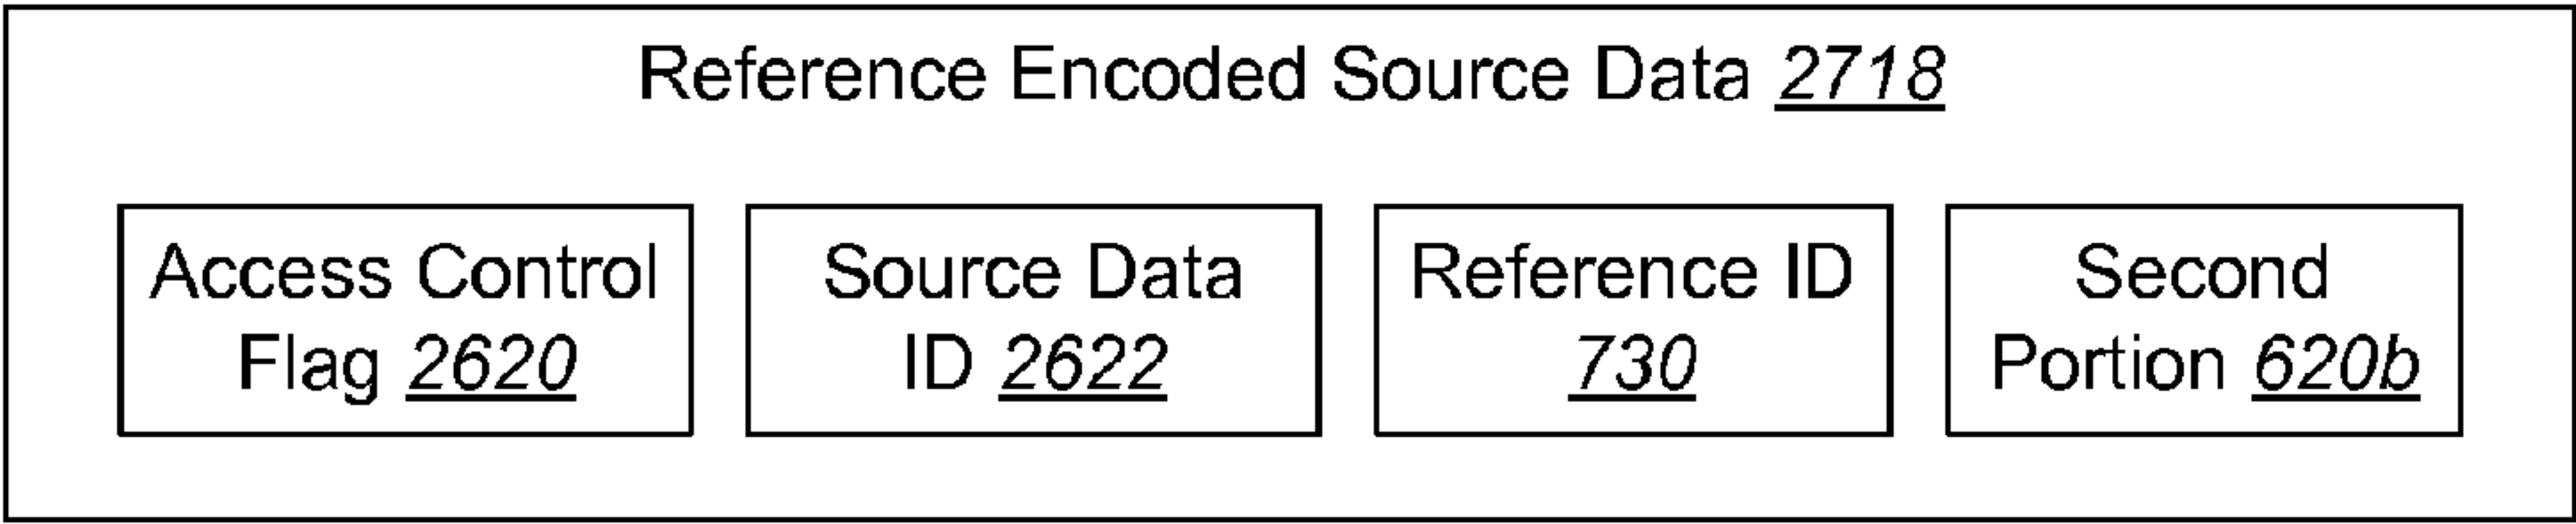 Reference Encoded Source Data 2718
Access Control
Flag 2620
Source Data
ID 2622
Reference ID
730
Second
Portion 620b